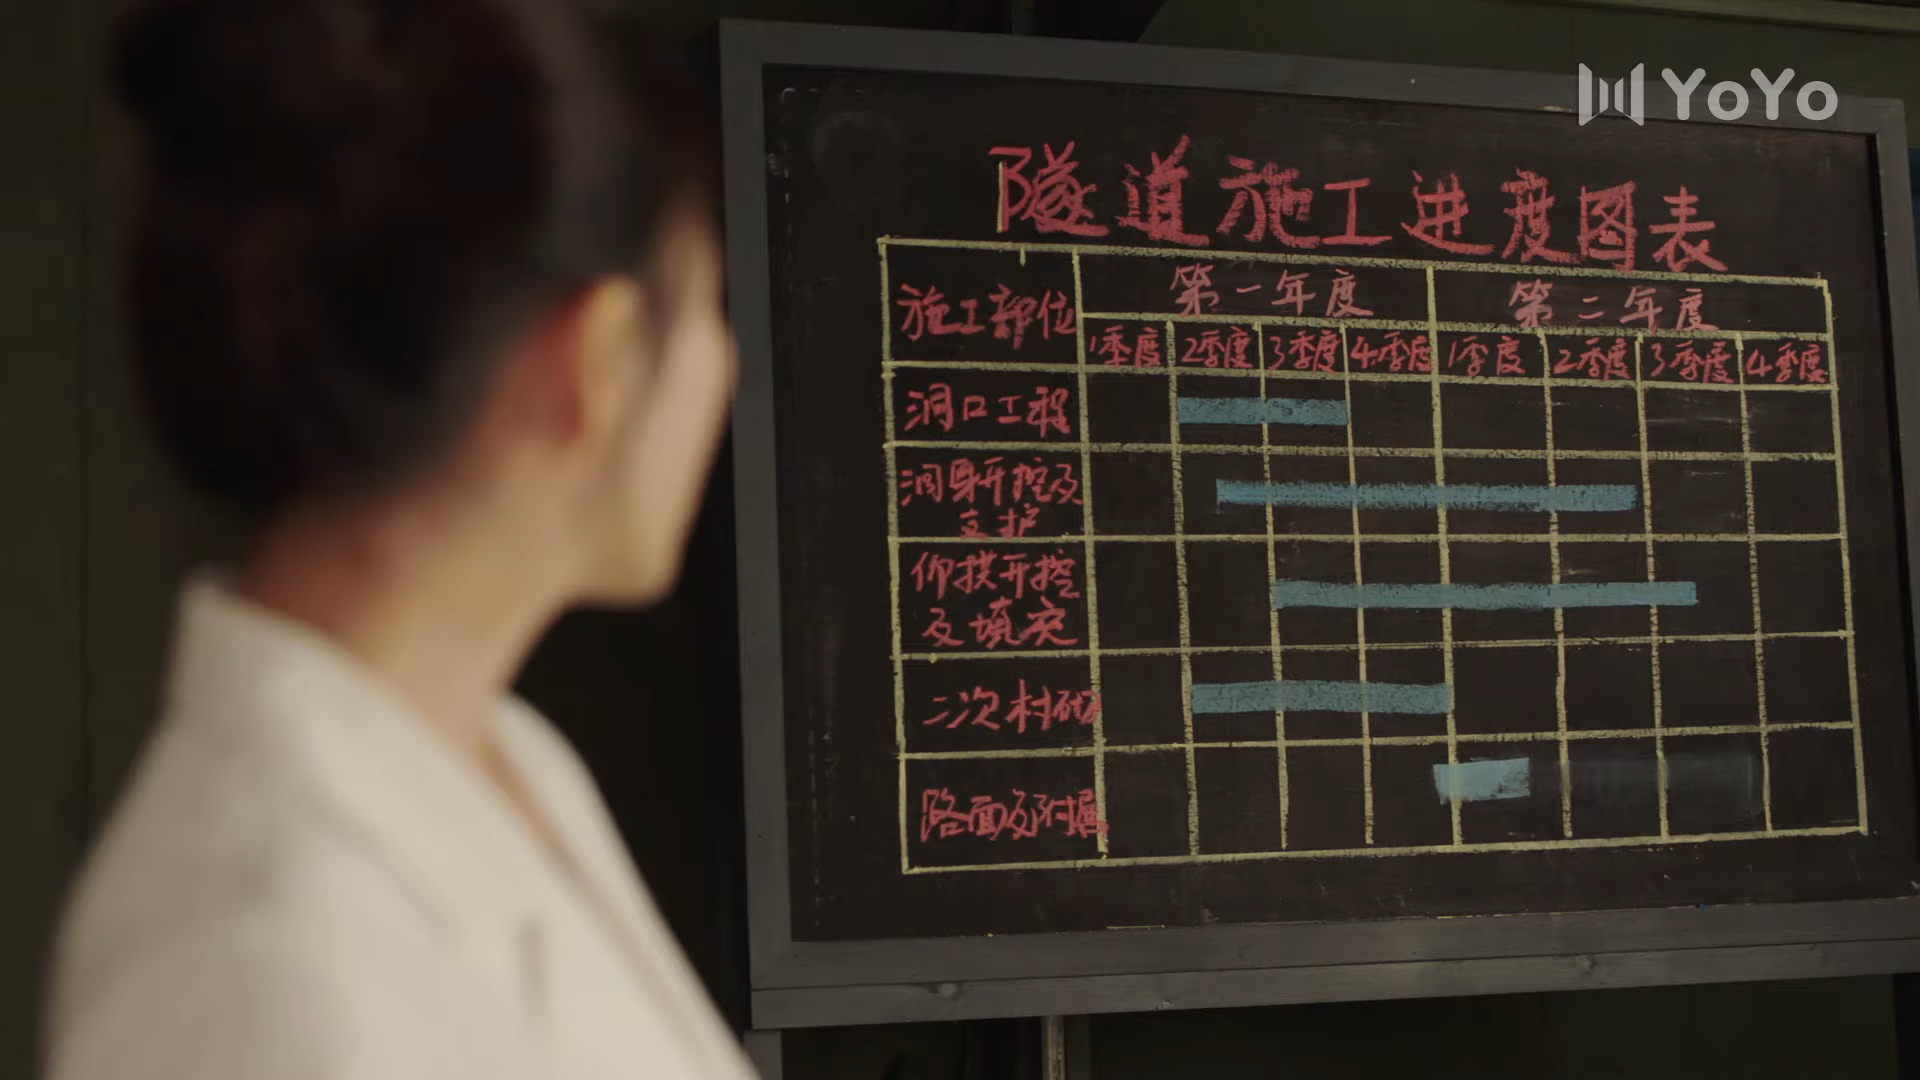 YoYo
隧道施工进度图表
施工部位 第一年度 第二年度
1季度 2季度 3季度 4季度 1季度 2季度 3季度 4季度
洞口工程
洞身开挖及
支护
仰拱开挖
及填充
二次衬砌
路面及附属